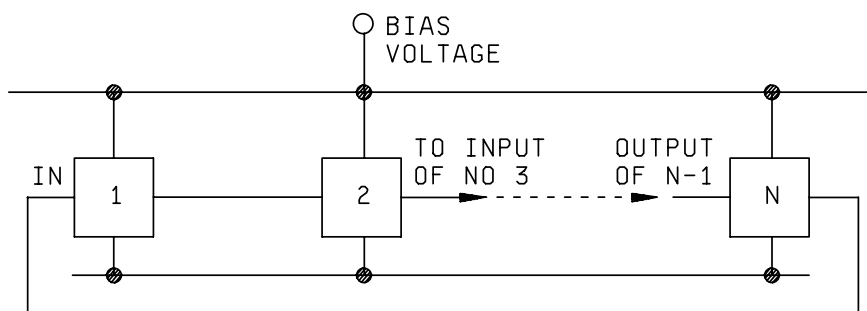 BIAS
VOLTAGE
IN
1
2
TO INPUT
OF NO 3
OUTPUT
OF N-1
N